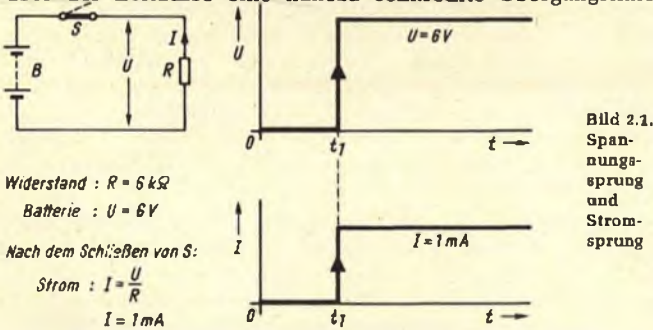 S
I
B
U
R
U
U = 6V
0
t1
t
Widerstand : R = 6 kΩ
Batterie : U = 6V
Nach dem Schließen von S:
Strom : I = U/R
I = 1mA
I
I = 1mA
0
t1
t
Bild 2.1.
Span-
nungs-
sprung
und
Strom-
sprung